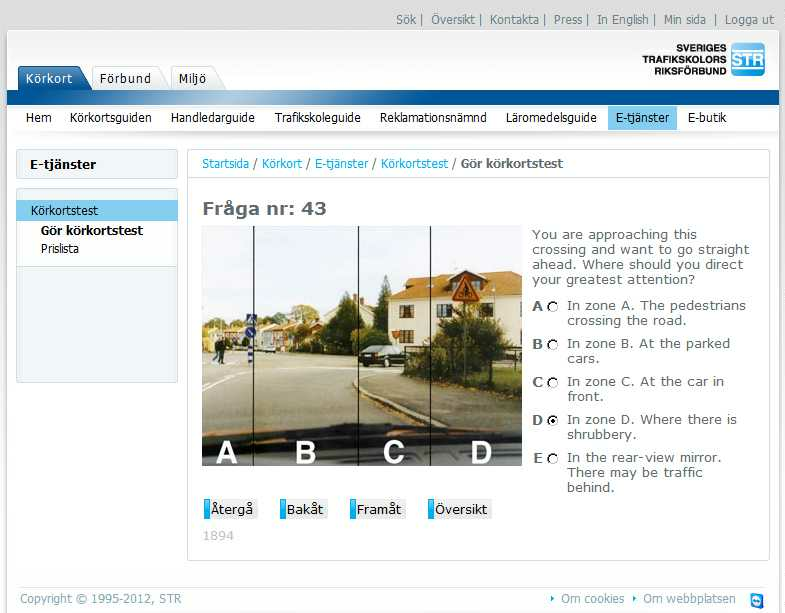 Sök | Översikt | Kontakta | Press | In English | Min sida | Logga ut
SVERIGES
TRAFIKSKOLORS
RIKSFÖRBUND
STR
Körkort Förbund Miljö
Hem Körkortsguiden Handledarguide Trafikskoleguide Reklamationsnämnd Läromedelsguide E-tjänster E-butik
E-tjänster
Körkortstest
Gör körkortstest
Prislista
Startsida / Körkort / E-tjänster / Körkortstest / Gör körkortstest
Fråga nr: 43
A B C D
You are approaching this
crossing and want to go straight
ahead. Where should you direct
your greatest attention?
A In zone A. The pedestrians
crossing the road.
B In zone B. At the parked
cars.
C In zone C. At the car in
front.
D In zone D. Where there is
shrubbery.
E In the rear-view mirror.
There may be traffic
behind.
Återgå Bakåt Framåt Översikt
1894
Copyright © 1995-2012, STR
Om cookies Om webbplatsen